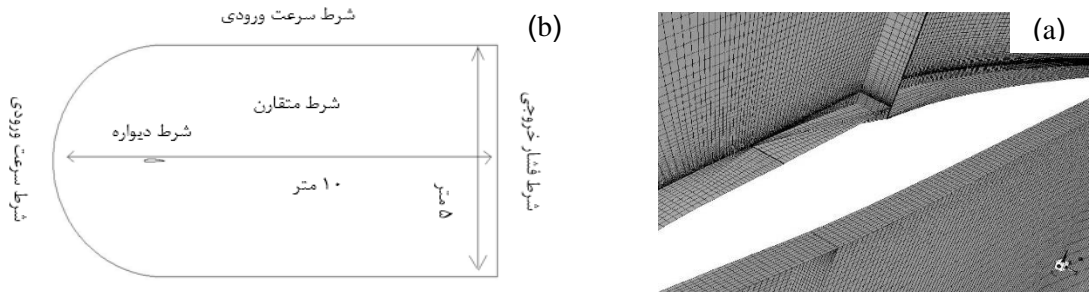 شرط سرعت ورودی
(b)
(a)
شرط سرعت ورودی
شرط متقارن
شرط دیواره
۱۰ متر
۵ متر
شرط فشار خروجی